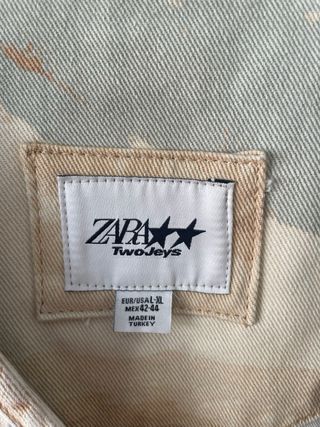 ZARA★★
TwoJeys
EUR/USA L-XL
MEX 42-44
MADE IN
TURKEY